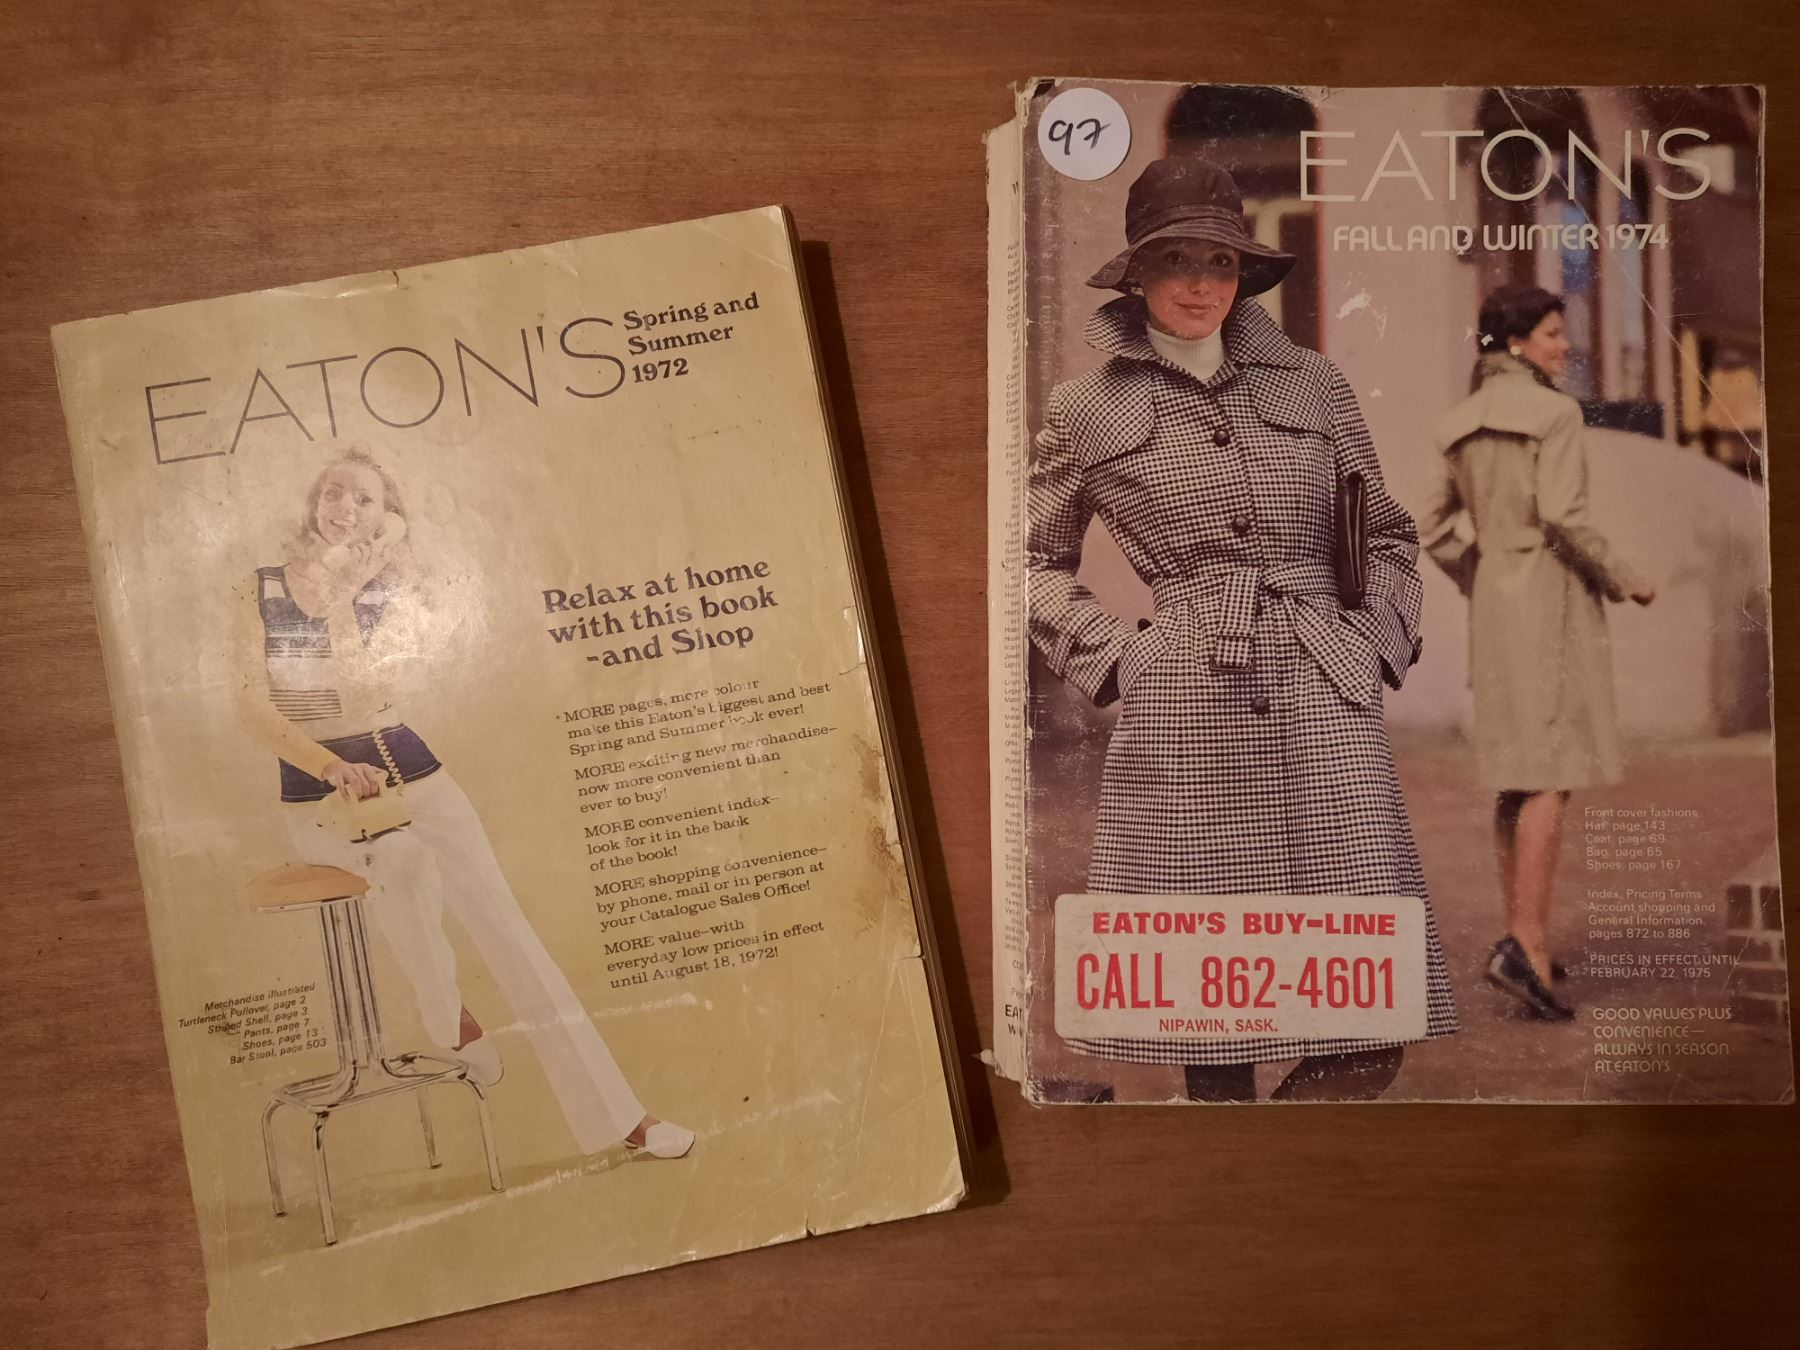 EATON'S
Spring and
Summer
1972
Relax at home
with this book
-and Shop
MORE pages, more colour
make this Eaton's biggest and best
Spring and Summer book ever!
MORE exciting new merchandise-
now more convenient than
ever to buy!
MORE convenient index-
look for it in the back
of the book!
MORE shopping convenience-
by phone, mail or in person at
your Catalogue Sales Office!
MORE value-with
everyday low prices in effect
until August 18, 1972!
Merchandise illustrated:
Turtleneck Pullover, page 2
Striped Shell, page 3
Pants, page 7
Shoes, page 13
Bar Stool, page 503
97
EATON'S
FALL AND WINTER 1974
Front cover fashions:
Hat: page 143
Coat: page 69
Bag: page 65
Shoes: page 167
Index, Pricing Terms
Account shopping and
General Information,
pages 872 to 886
PRICES IN EFFECT UNTIL
FEBRUARY 22, 1975
GOOD VALUES PLUS
CONVENIENCE—
ALWAYS IN SEASON
AT EATON'S
EATON'S BUY-LINE
CALL 862-4601
NIPAWIN, SASK.